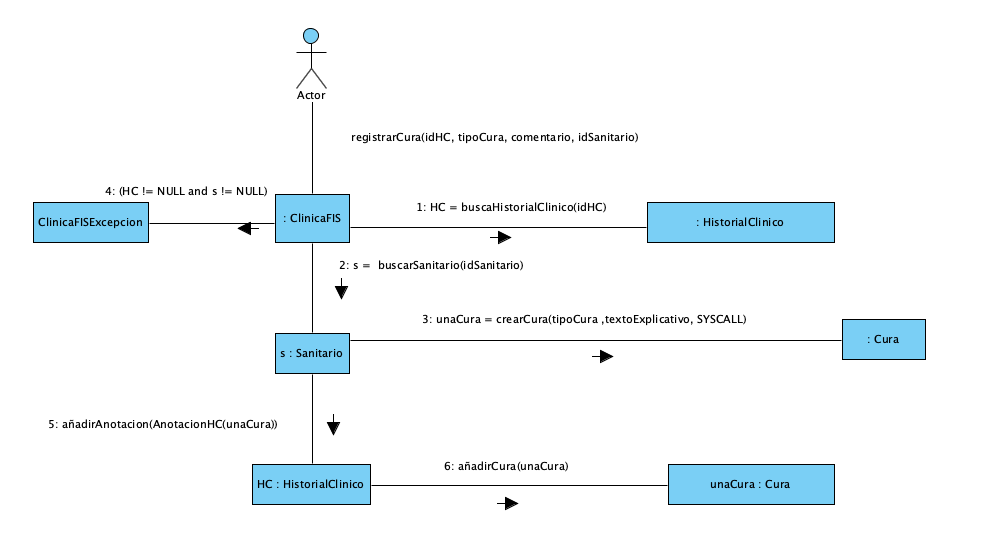 Actor
registrarCura(idHC, tipoCura, comentario, idSanitario)
4: (HC != NULL and s != NULL)
ClinicaFISExcepcion
: ClinicaFIS
1: HC = buscaHistorialClinico(idHC)
: HistorialClinico
2: s =  buscarSanitario(idSanitario)
3: unaCura = crearCura(tipoCura ,textoExplicativo, SYSCALL)
: Cura
s : Sanitario
5: añadirAnotacion(AnotacionHC(unaCura))
6: añadirCura(unaCura)
HC : HistorialClinico
unaCura : Cura